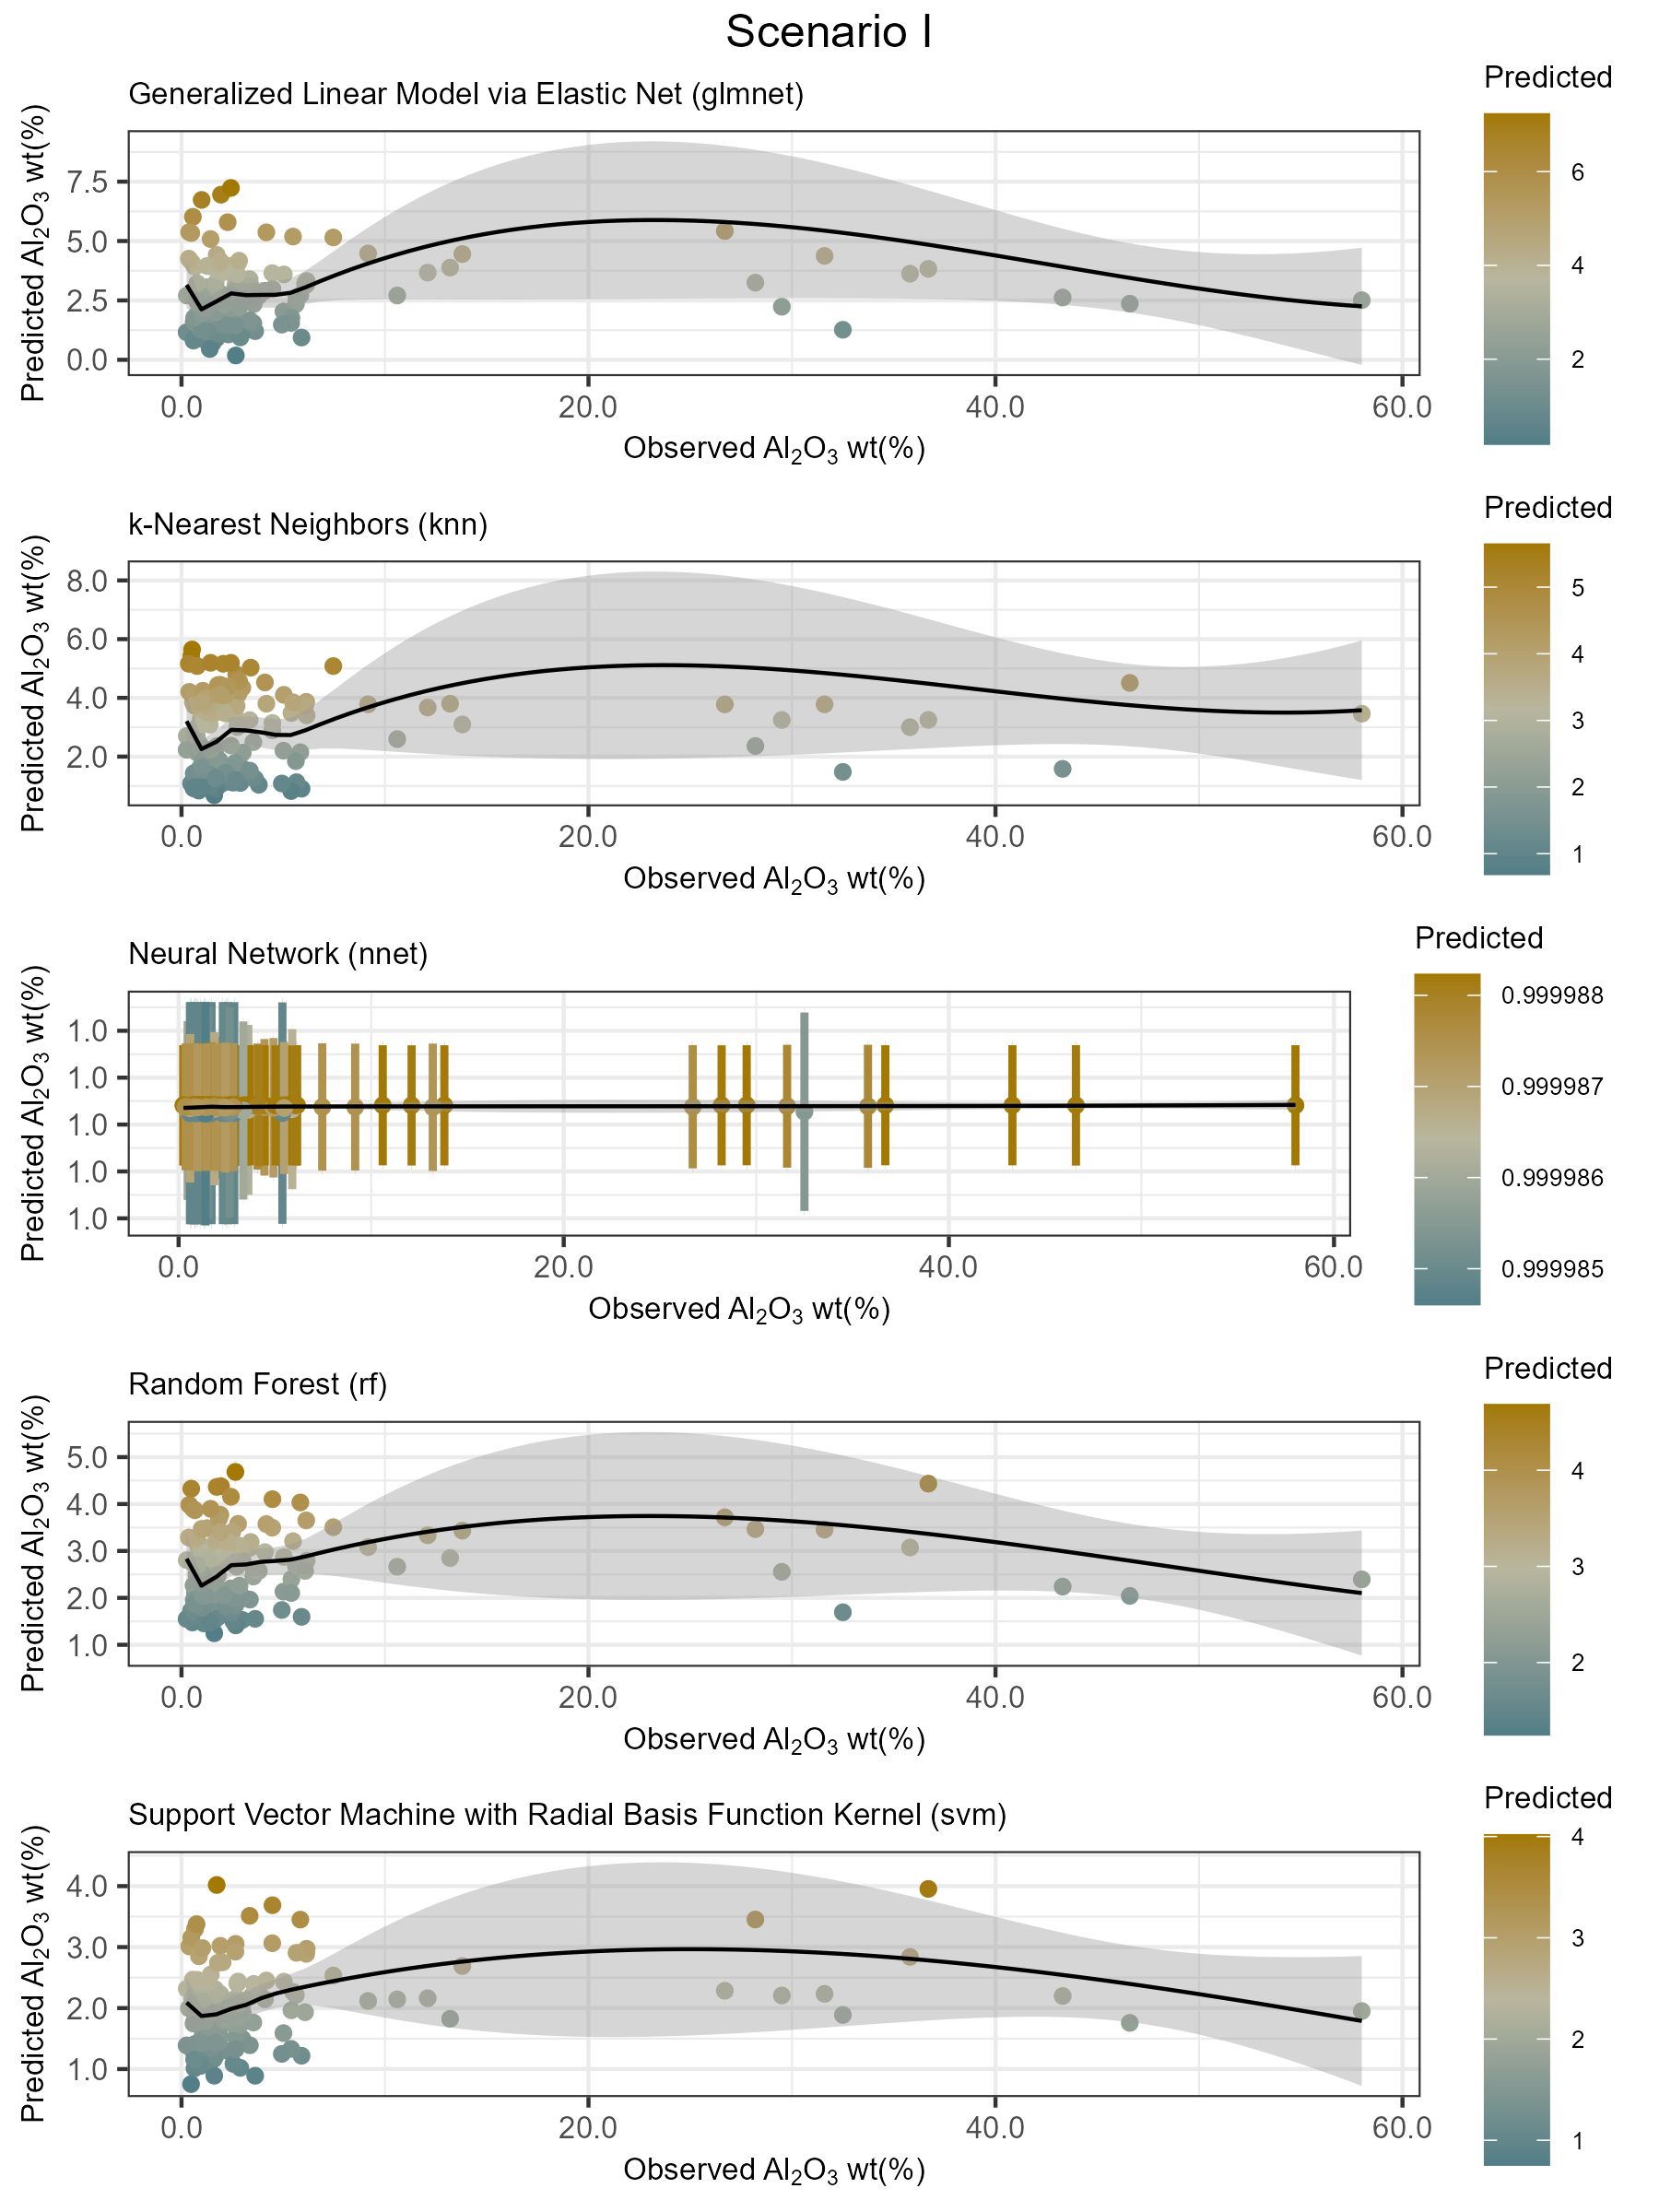 Scenario I
Generalized Linear Model via Elastic Net (glmnet)
Predicted Al₂O₃ wt(%)
7.5
5.0
2.5
0.0
0.0 20.0 40.0 60.0
Observed Al₂O₃ wt(%)
Predicted
6
4
2
k-Nearest Neighbors (knn)
Predicted Al₂O₃ wt(%)
8.0
6.0
4.0
2.0
0.0 20.0 40.0 60.0
Observed Al₂O₃ wt(%)
Predicted
5
4
3
2
1
Neural Network (nnet)
Predicted Al₂O₃ wt(%)
1.0
1.0
1.0
1.0
1.0
0.0 20.0 40.0 60.0
Observed Al₂O₃ wt(%)
Predicted
0.999988
0.999987
0.999986
0.999985
Random Forest (rf)
Predicted Al₂O₃ wt(%)
5.0
4.0
3.0
2.0
1.0
0.0 20.0 40.0 60.0
Observed Al₂O₃ wt(%)
Predicted
4
3
2
Support Vector Machine with Radial Basis Function Kernel (svm)
Predicted Al₂O₃ wt(%)
4.0
3.0
2.0
1.0
0.0 20.0 40.0 60.0
Observed Al₂O₃ wt(%)
Predicted
4
3
2
1